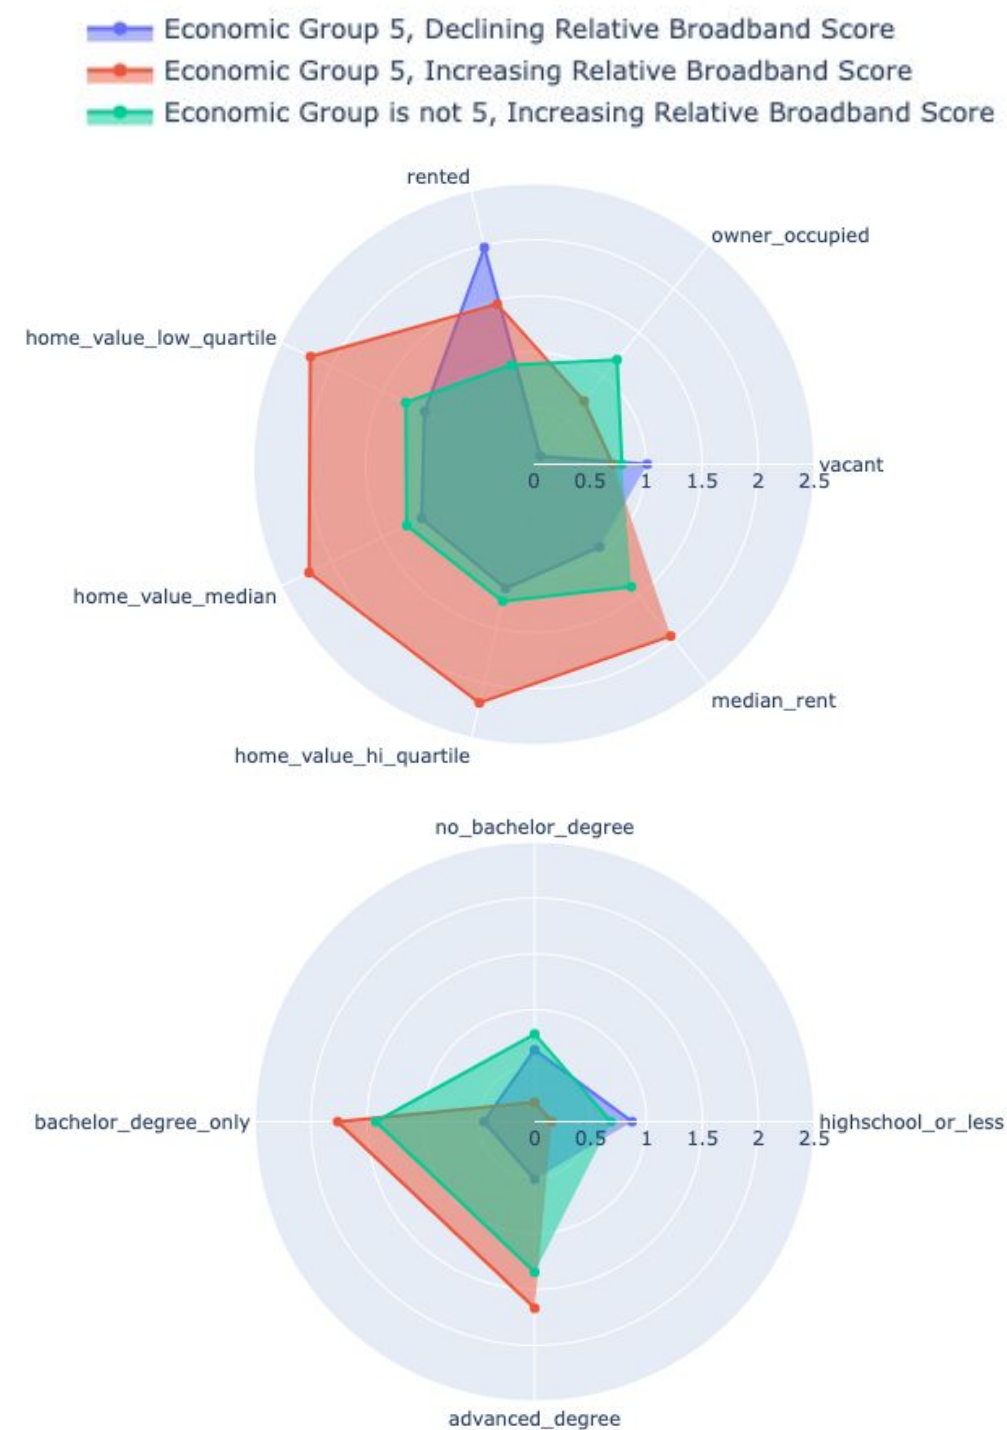 Economic Group 5, Declining Relative Broadband Score
Economic Group 5, Increasing Relative Broadband Score
Economic Group is not 5, Increasing Relative Broadband Score
rented
owner_occupied
home_value_low_quartile
vacant
0 0.5 1 1.5 2 2.5
home_value_median
median_rent
home_value_hi_quartile
no_bachelor_degree
bachelor_degree_only
highschool_or_less
0 0.5 1 1.5 2 2.5
advanced_degree